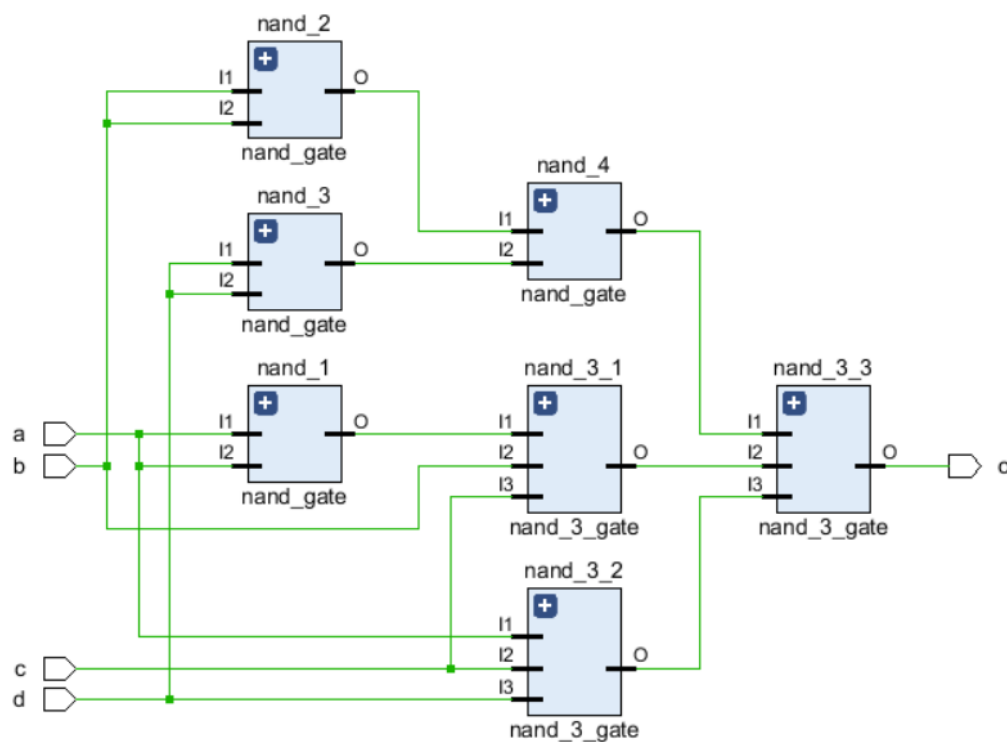 nand_2
I1
I2
O
nand_gate
nand_3
I1
I2
O
nand_gate
nand_4
I1
I2
O
nand_gate
nand_1
a
b
I1
I2
O
nand_gate
nand_3_1
I1
I2
I3
O
nand_3_gate
nand_3_3
I1
I2
I3
O
nand_3_gate
nand_3_2
c
d
I1
I2
I3
O
nand_3_gate